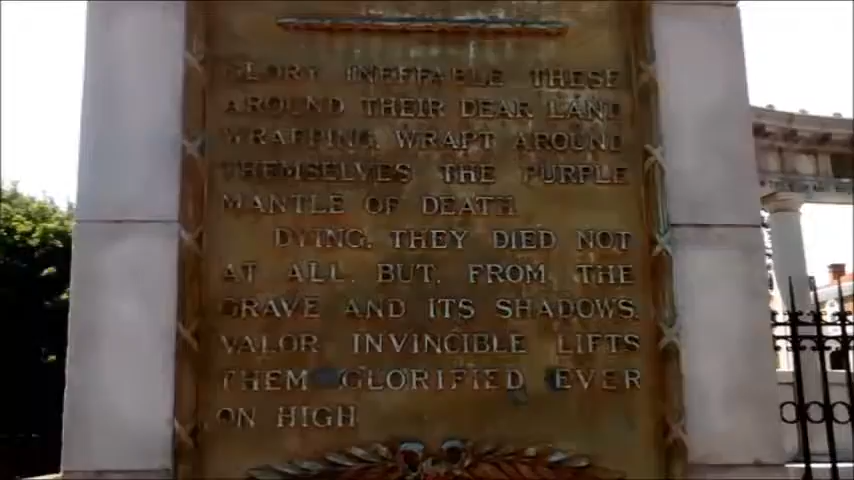 GLORY INEFFABLE THESE
AROUND THEIR DEAR LAND
WRAPPING, WRAPT AROUND
THEMSELVES THE PURPLE
MANTLE OF DEATH.
DYING, THEY DIED NOT
AT ALL, BUT, FROM THE
GRAVE AND ITS SHADOWS,
VALOR INVINCIBLE LIFTS
THEM GLORIFIED EVER
ON HIGH